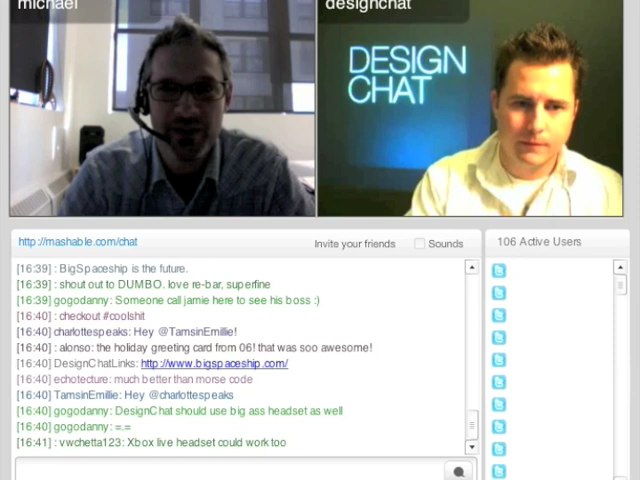 michael
designchat
DESIGN
CHAT
http://mashable.com/chat
Invite your friends
Sounds
106 Active Users
[16:39] : BigSpaceship is the future.
[16:39] : shout out to DUMBO. love re-bar, superfine
[16:39] gogodanny: Someone call jamie here to see his boss :)
[16:40] : checkout #coolshit
[16:40] charlottespeaks: Hey @TamsinEmillie!
[16:40] : alonso: the holiday greeting card from 06! that was soo awesome!
[16:40] DesignChatLinks: http://www.bigspaceship.com/
[16:40] echotecture: much better than morse code
[16:40] TamsinEmillie: Hey @charlottespeaks
[16:40] gogodanny: DesignChat should use big ass headset as well
[16:40] gogodanny: =.=
[16:41] : vwchetta123: Xbox live headset could work too